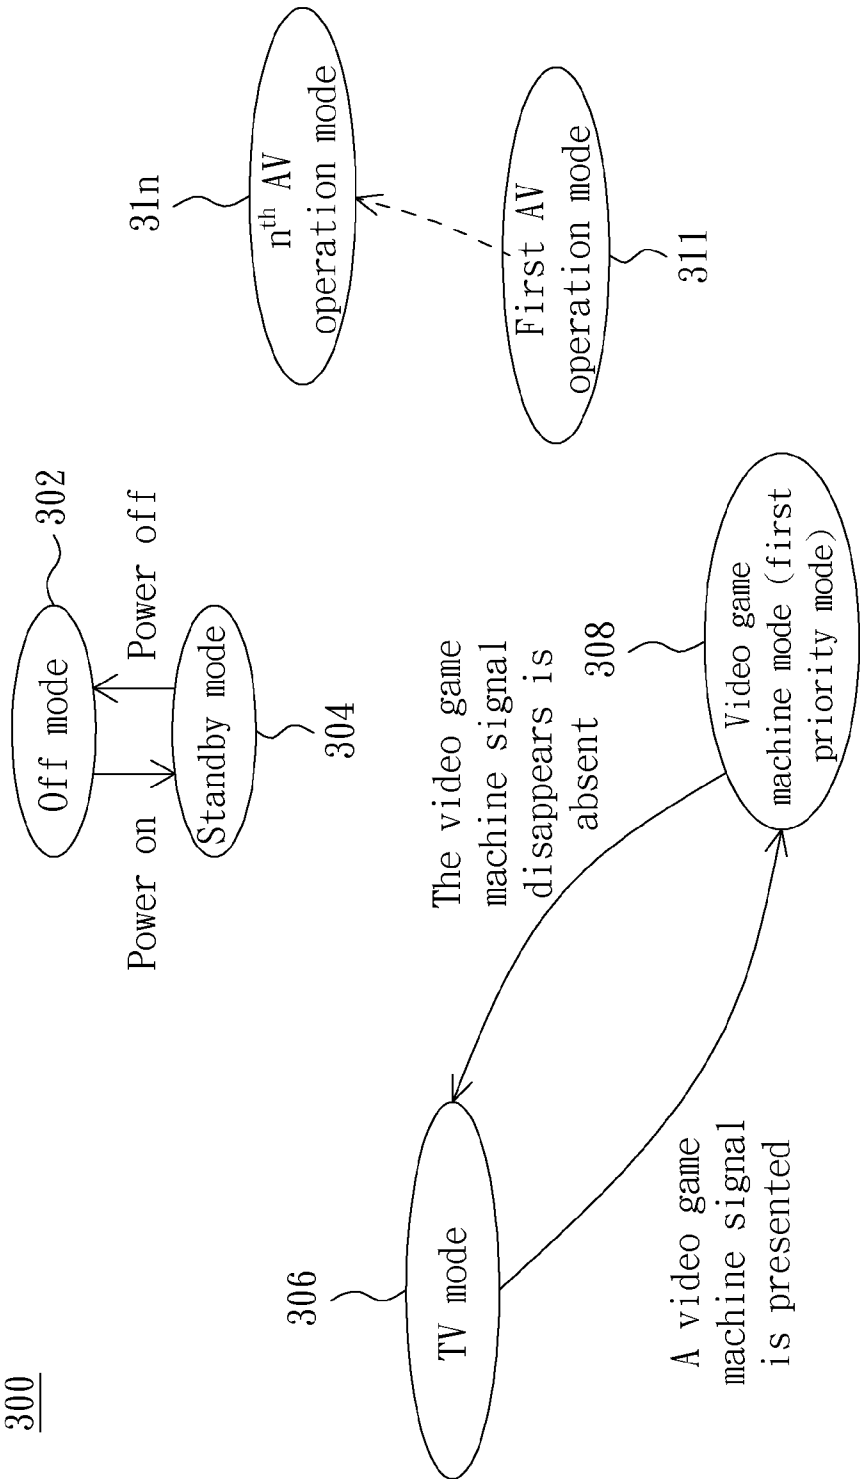 300
Off mode
302
Power on
Power off
Standby mode
304
306
TV mode
The video game
machine signal
disappears is
absent
A video game
machine signal
is presented
308
Video game
machine mode (first
priority mode)
31n
nth AV
operation mode
First AV
operation mode
311